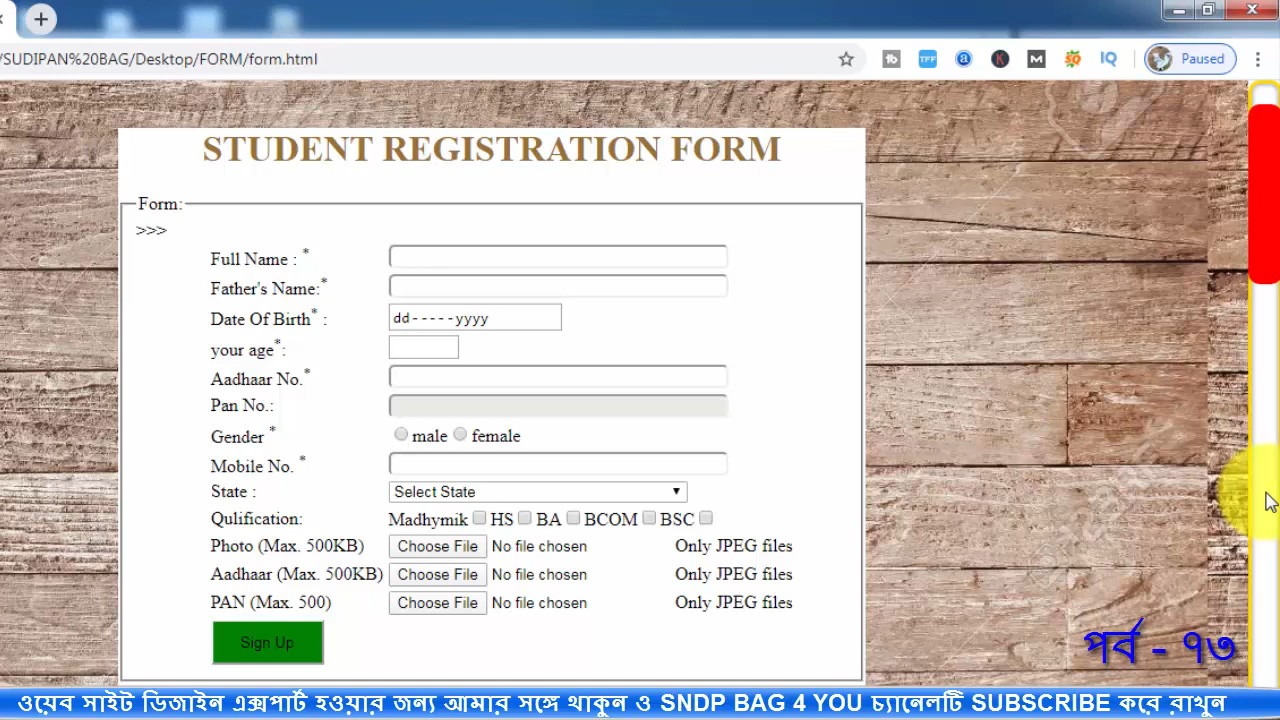 /SUDIPAN%20BAG/Desktop/FORM/form.html
tb
TFF
a
K
M
SQ
IQ
Paused
STUDENT REGISTRATION FORM
Form:
>>>
Full Name : *
Father's Name:*
Date Of Birth* : dd-----yyyy
your age*:
Aadhaar No.*
Pan No.:
Gender * male female
Mobile No. *
State : Select State
Qulification: Madhymik HS BA BCOM BSC
Photo (Max. 500KB) Choose File No file chosen Only JPEG files
Aadhaar (Max. 500KB) Choose File No file chosen Only JPEG files
PAN (Max. 500) Choose File No file chosen Only JPEG files
Sign Up
পর্ব - ৭৩
ওয়েব সাইট ডিজাইন এক্সপার্ট হওয়ার জন্য আমার সঙ্গে থাকুন ও SNDP BAG 4 YOU চ্যানেলটি SUBSCRIBE করে রাখুন